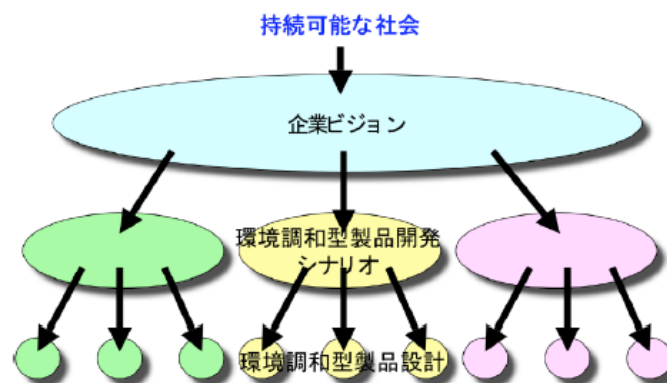 持続可能な社会
企業ビジョン
環境調和型製品開発
シナリオ
環境調和型製品設計